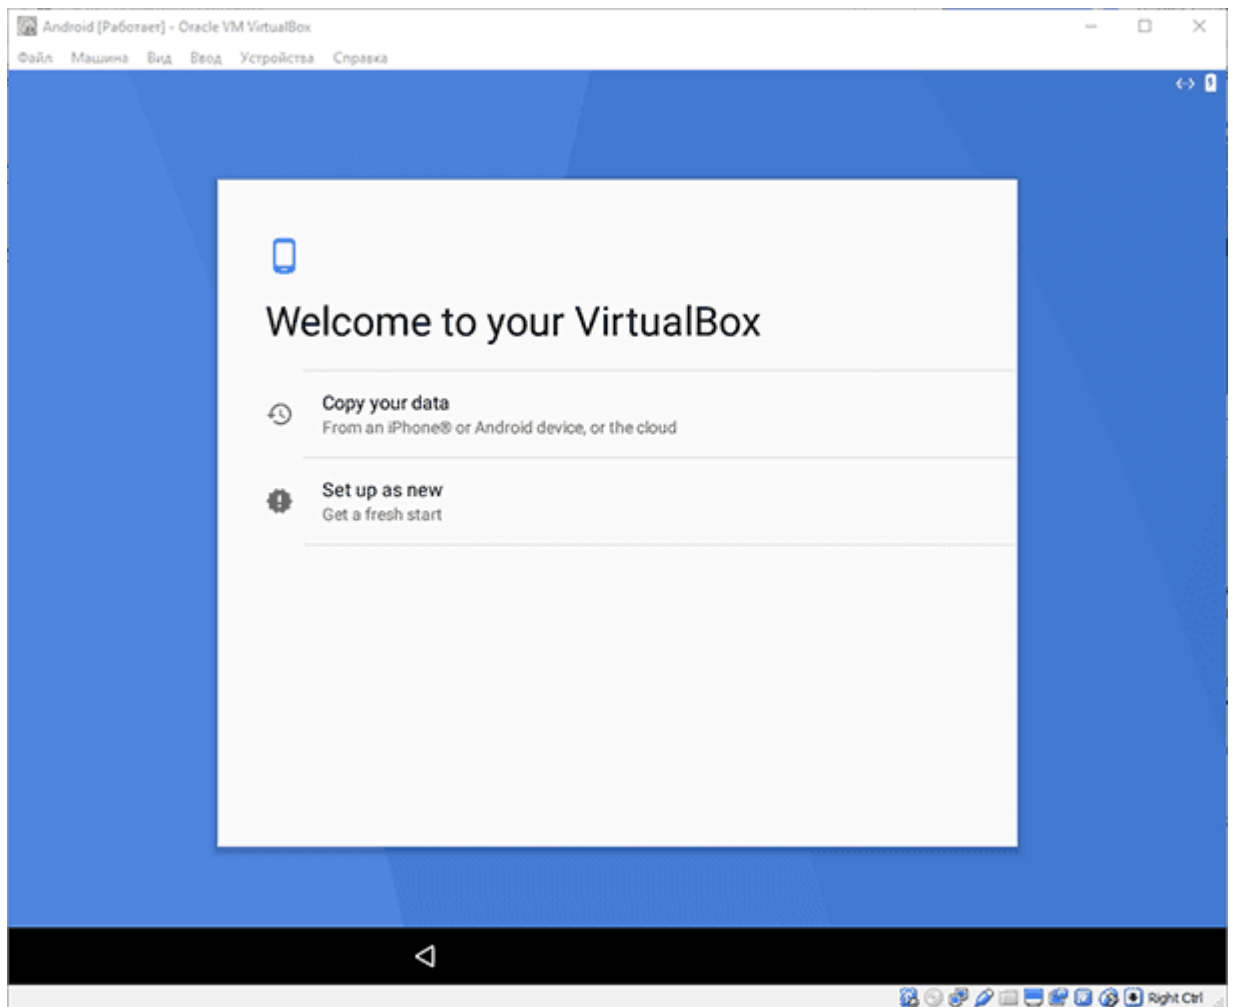 Android [Работает] - Oracle VM VirtualBox
Файл Машина Вид Ввод Устройства Справка
Welcome to your VirtualBox
Copy your data
From an iPhone® or Android device, or the cloud
Set up as new
Get a fresh start
Right Ctrl